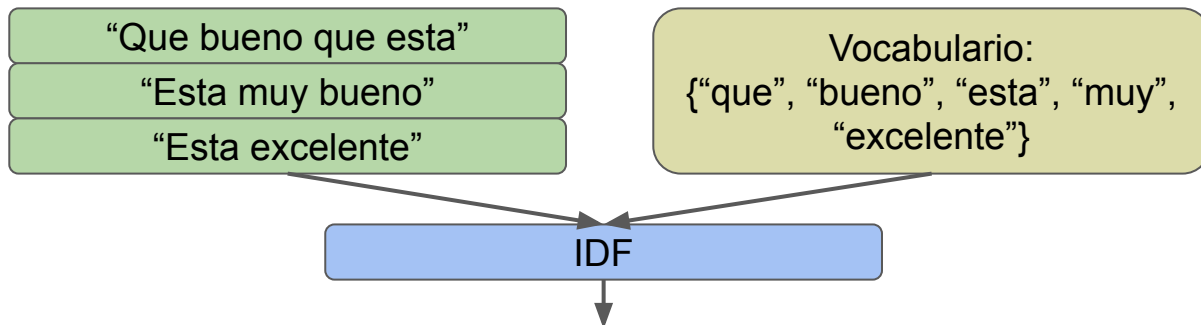 “Que bueno que esta”
“Esta muy bueno”
“Esta excelente”
Vocabulario:
{“que”, “bueno”, “esta”, “muy”,
“excelente”}
IDF